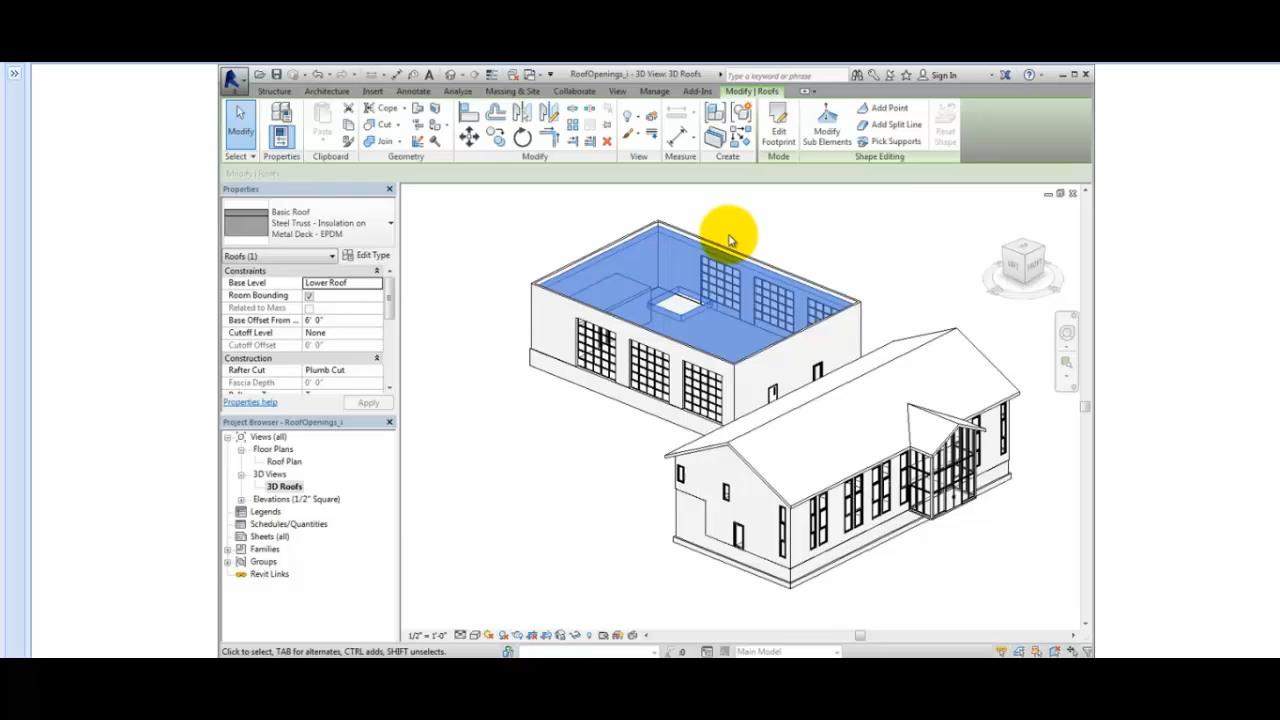 »
RoofOpenings_i - 3D View: 3D Roofs
Type a keyword or phrase
Sign In
Structure Architecture Insert Annotate Analyze Massing & Site Collaborate View Manage Add-Ins Modify | Roofs
Modify
Select
Properties
Paste
Clipboard
Cope
Cut
Join
Geometry
Modify
View
Measure
Create
Edit Footprint
Mode
Modify Sub Elements
Add Point
Add Split Line
Pick Supports
Reset Shape
Shape Editing
Modify | Roofs
Properties
Basic Roof
Steel Truss - Insulation on
Metal Deck - EPDM
Roofs (1) Edit Type
Constraints
Base Level Lower Roof
Room Bounding
Related to Mass
Base Offset From ... 6' 0"
Cutoff Level None
Cutoff Offset 0' 0"
Construction
Rafter Cut Plumb Cut
Fascia Depth 0' 0"
Properties help Apply
Project Browser - RoofOpenings_i
Views (all)
Floor Plans
Roof Plan
3D Views
3D Roofs
Elevations (1/2" Square)
Legends
Schedules/Quantities
Sheets (all)
Families
Groups
Revit Links
LEFT FRONT
1/2" = 1'-0"
Click to select, TAB for alternates, CTRL adds, SHIFT unselects.
:0
Main Model